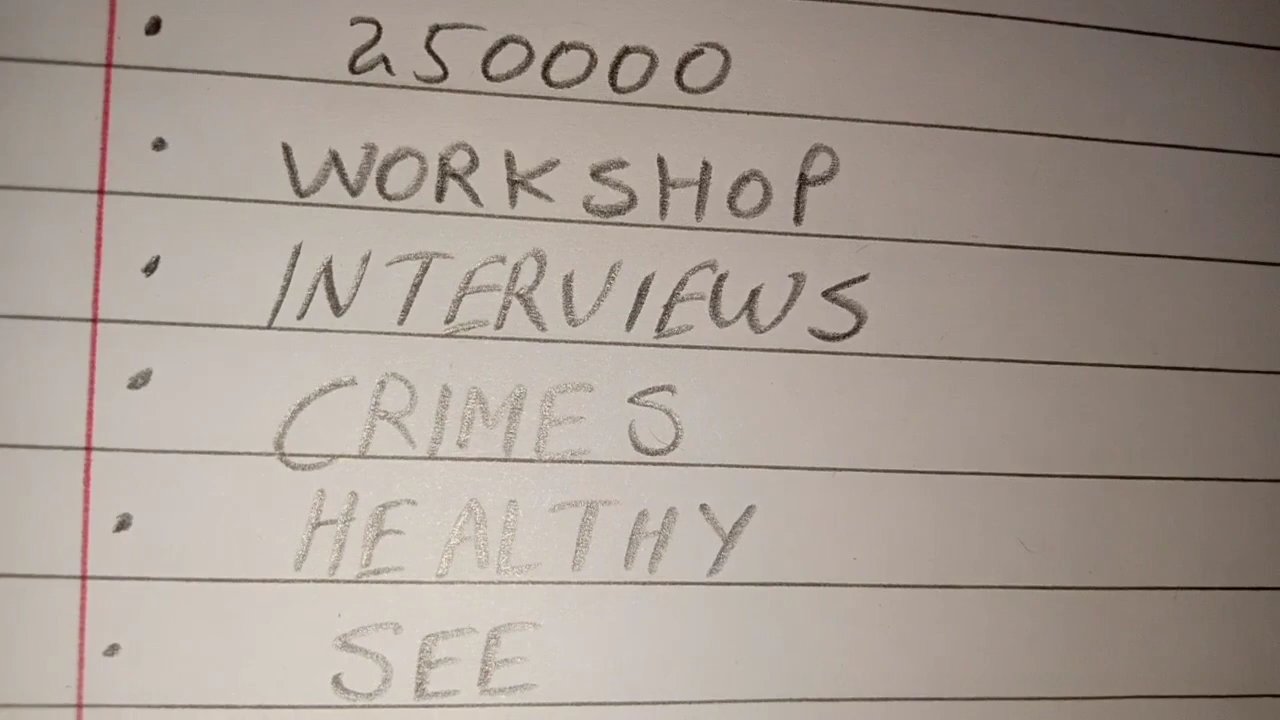 • 250000
• WORKSHOP
• INTERVIEWS
• CRIMES
• HEALTHY
• SEE